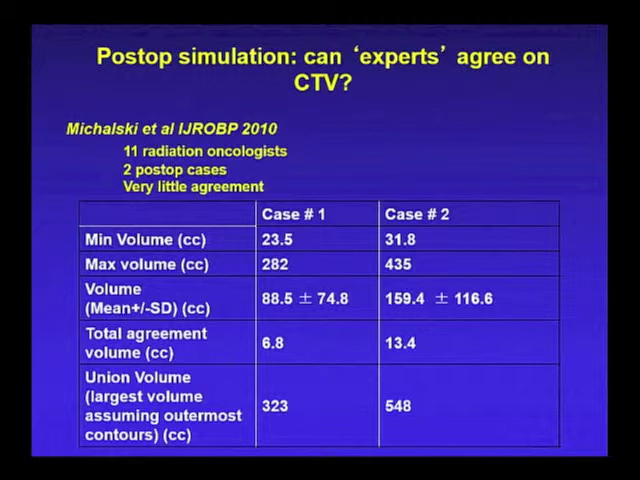 Postop simulation: can ‘experts’ agree on
CTV?
Michalski et al IJROBP 2010
11 radiation oncologists
2 postop cases
Very little agreement
Case # 1 Case # 2
Min Volume (cc) 23.5 31.8
Max volume (cc) 282 435
Volume
(Mean+/-SD) (cc) 88.5 ± 74.8 159.4 ± 116.6
Total agreement
volume (cc) 6.8 13.4
Union Volume
(largest volume
assuming outermost
contours) (cc) 323 548